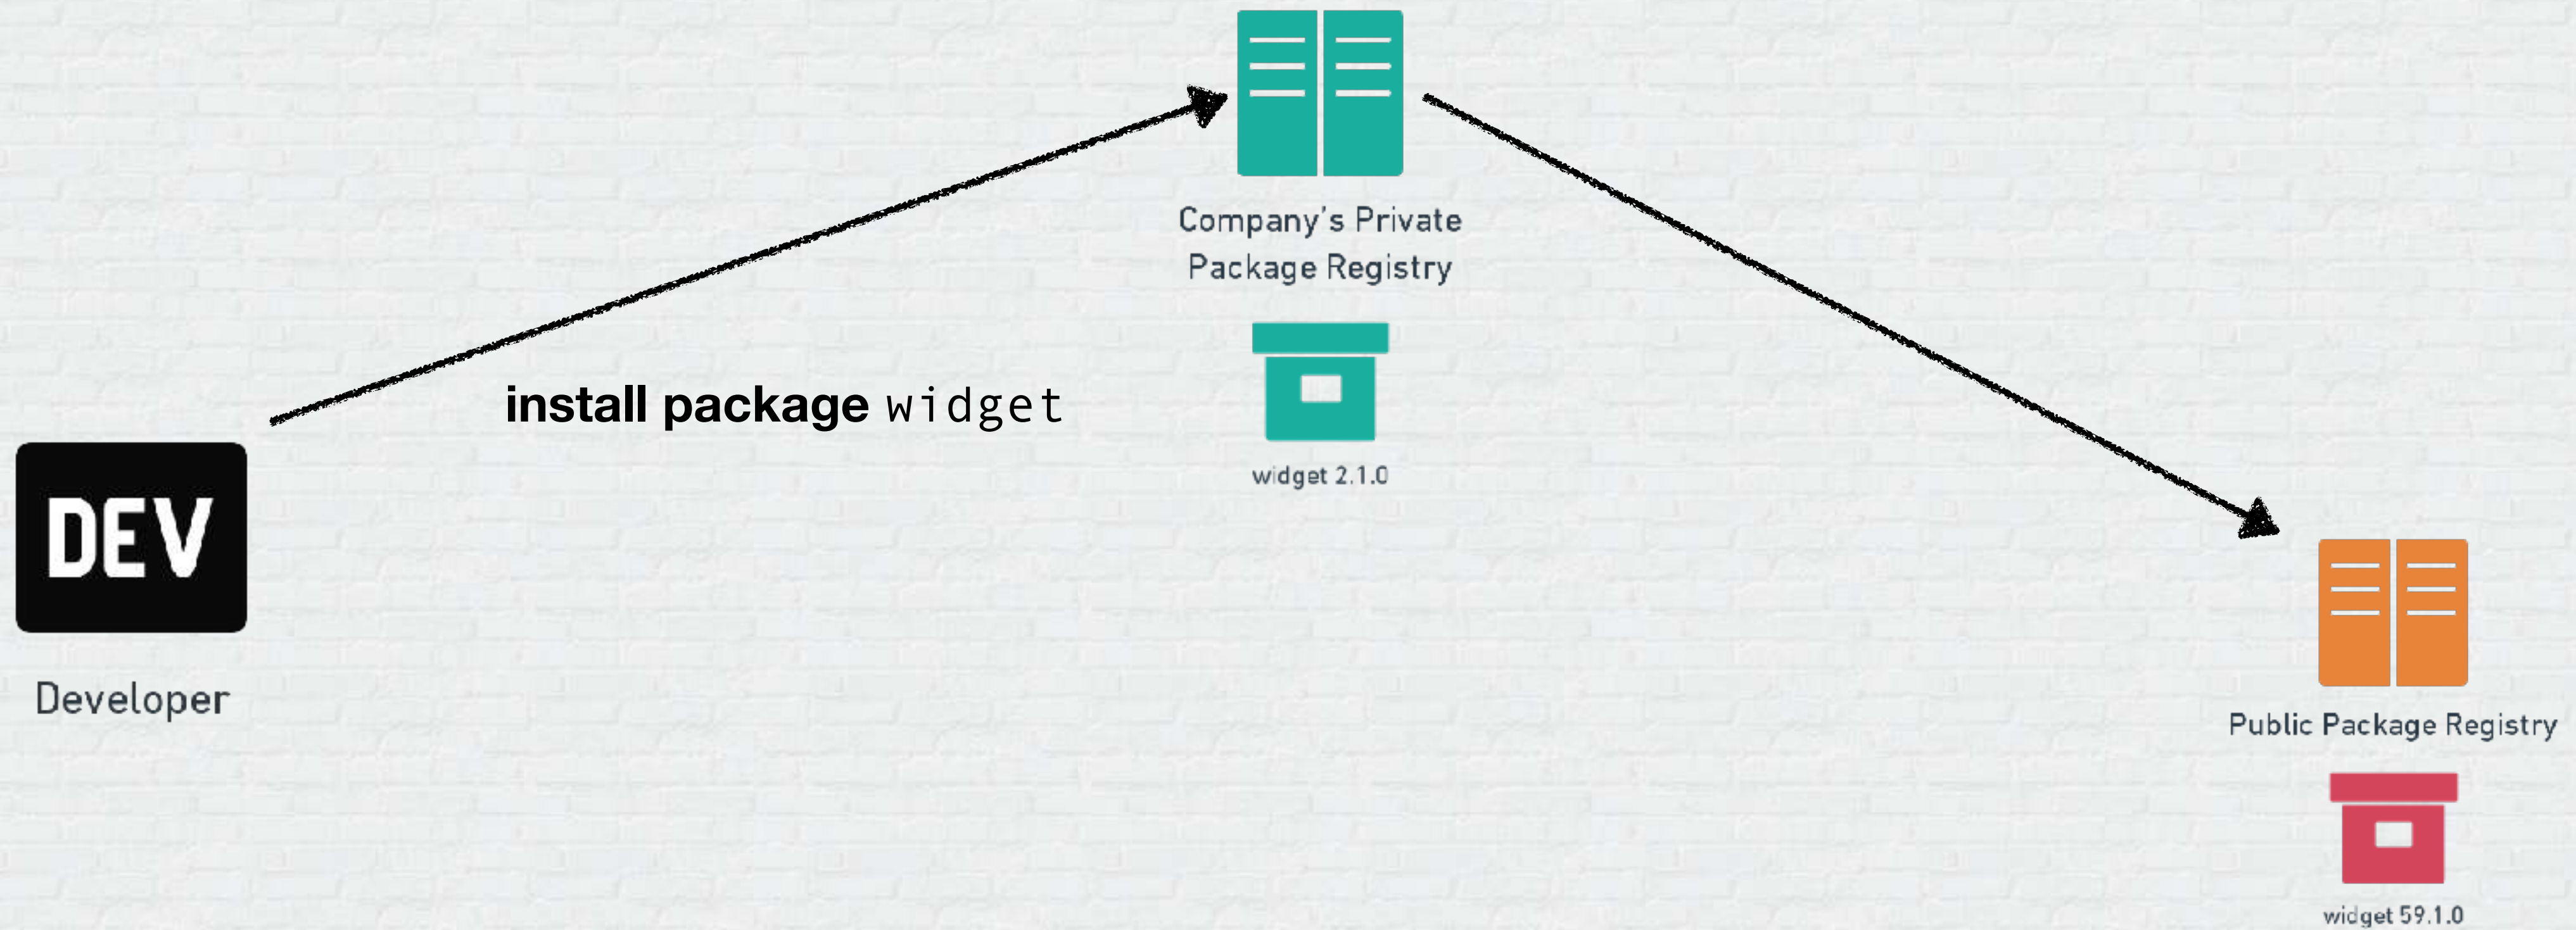 Company's Private
Package Registry
install package widget
widget 2.1.0
DEV
Developer
Public Package Registry
widget 59.1.0